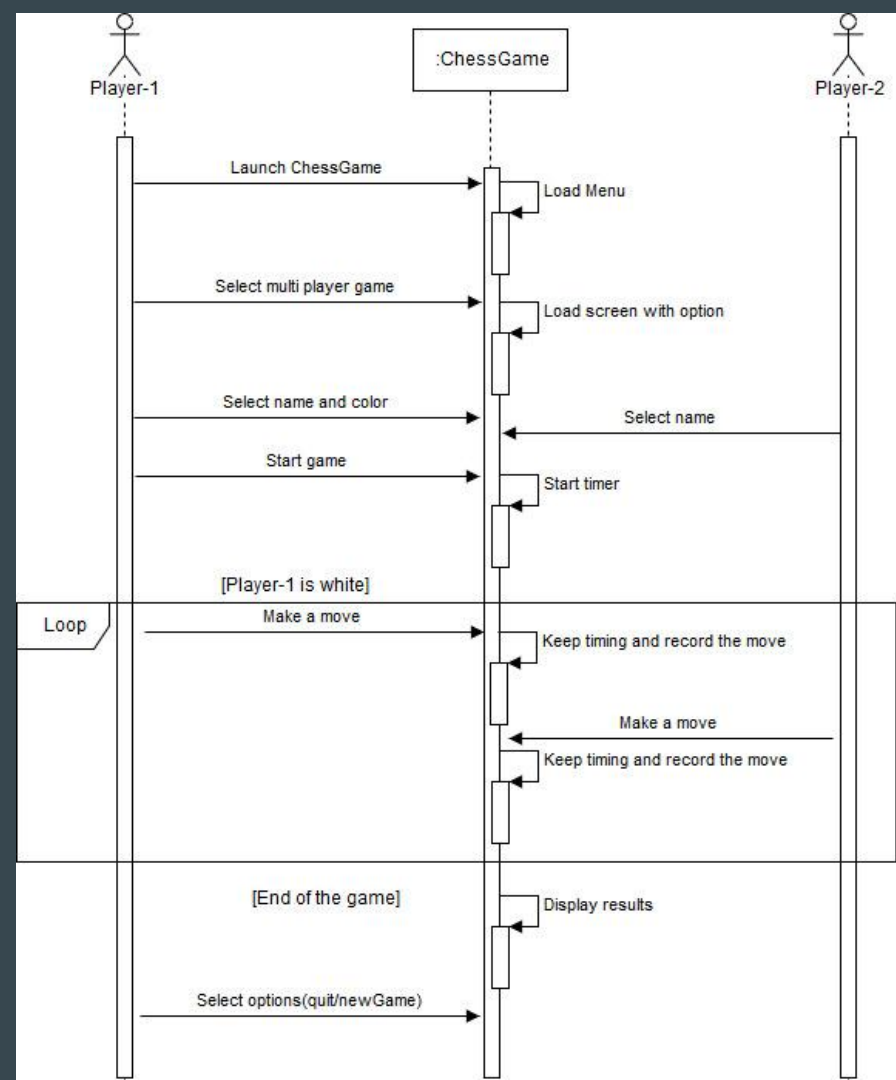 :ChessGame
Player-1
Player-2
Launch ChessGame
Load Menu
Select multi player game
Load screen with option
Select name and color
Select name
Start game
Start timer
[Player-1 is white]
Loop
Make a move
Keep timing and record the move
Make a move
Keep timing and record the move
[End of the game]
Display results
Select options(quit/newGame)